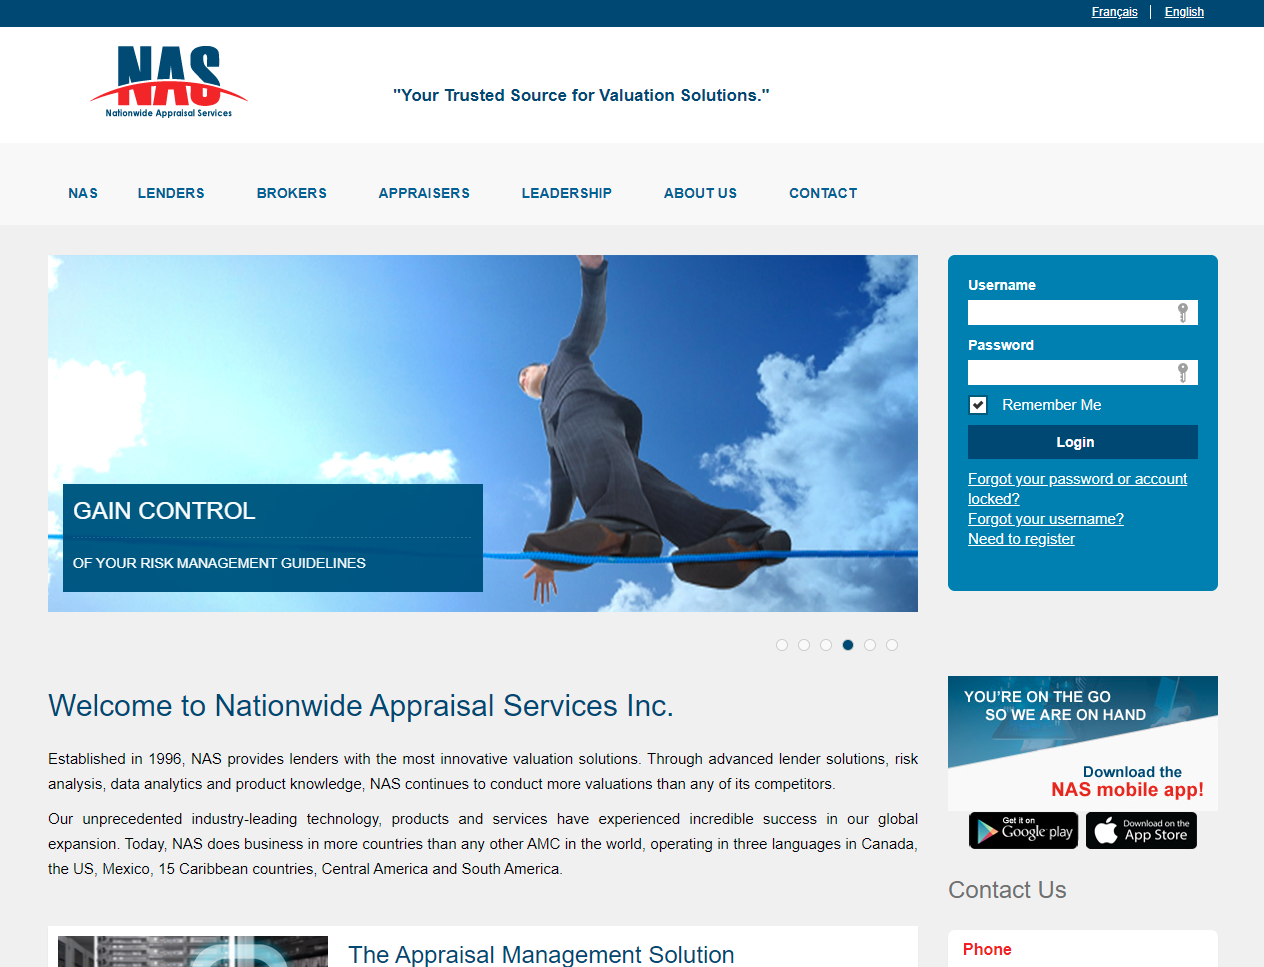 Français | English
NAS
Nationwide Appraisal Services
"Your Trusted Source for Valuation Solutions."
NAS LENDERS BROKERS APPRAISERS LEADERSHIP ABOUT US CONTACT
GAIN CONTROL
OF YOUR RISK MANAGEMENT GUIDELINES
Username
Password
Remember Me
Login
Forgot your password or account
locked?
Forgot your username?
Need to register
Welcome to Nationwide Appraisal Services Inc.
Established in 1996, NAS provides lenders with the most innovative valuation solutions. Through advanced lender solutions, risk
analysis, data analytics and product knowledge, NAS continues to conduct more valuations than any of its competitors.
Our unprecedented industry-leading technology, products and services have experienced incredible success in our global
expansion. Today, NAS does business in more countries than any other AMC in the world, operating in three languages in Canada,
the US, Mexico, 15 Caribbean countries, Central America and South America.
The Appraisal Management Solution
YOU'RE ON THE GO
SO WE ARE ON HAND
Download the
NAS mobile app!
Get it on
Google play
Download on the
App Store
Contact Us
Phone